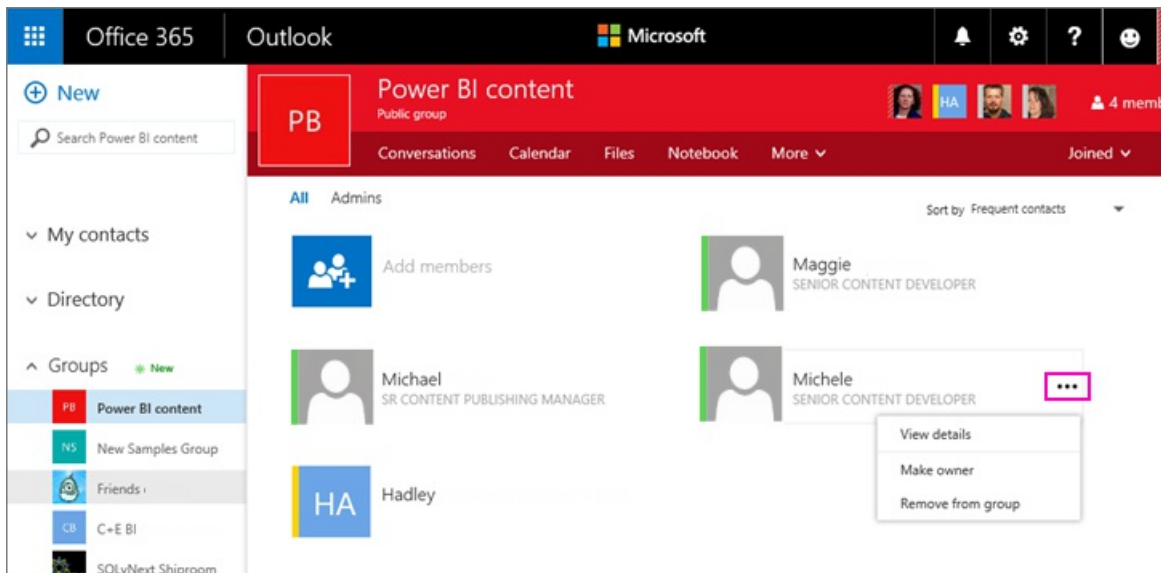 Office 365
Outlook
Microsoft
?
New
Search Power BI content
PB
Power BI content
Public group
HA
4 memb
Conversations Calendar Files Notebook More
Joined
All Admins
Sort by Frequent contacts
My contacts
Directory
Groups New
PB Power BI content
NS New Samples Group
Friends
CB C+E BI
SQLvNext Shiproom
Add members
Maggie
SENIOR CONTENT DEVELOPER
Michael
SR CONTENT PUBLISHING MANAGER
Michele
SENIOR CONTENT DEVELOPER
...
View details
Make owner
Remove from group
HA
Hadley